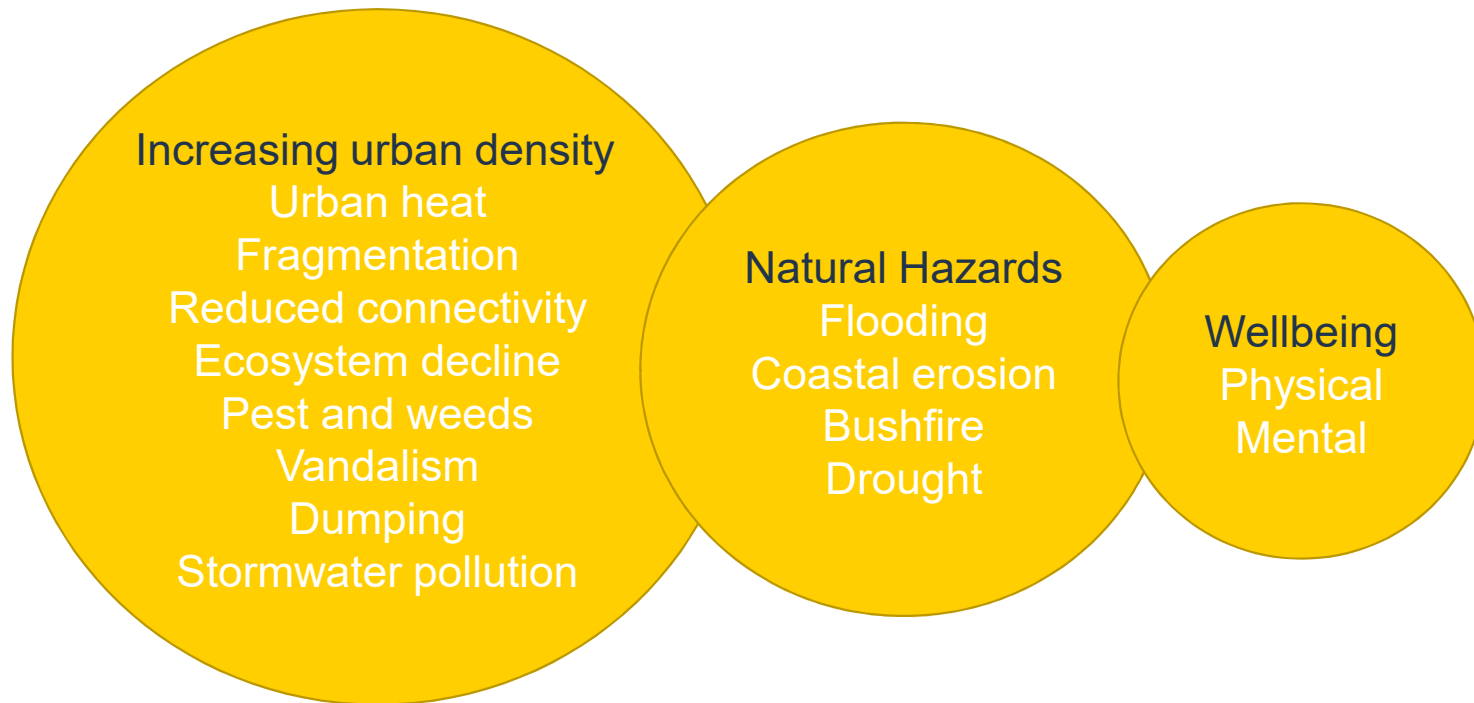 Increasing urban density
Urban heat
Fragmentation
Reduced connectivity
Ecosystem decline
Pest and weeds
Vandalism
Dumping
Stormwater pollution
Natural Hazards
Flooding
Coastal erosion
Bushfire
Drought
Wellbeing
Physical
Mental